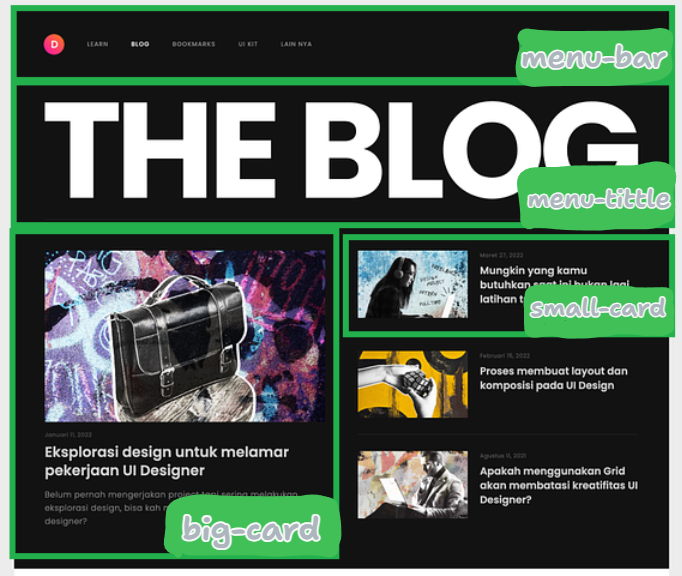 D
LEARN
BLOG
BOOKMARKS
UI KIT
LAIN NYA
menu-bar
THE BLOG
menu-tittle
Januari 11, 2022
Eksplorasi design untuk melamar
pekerjaan UI Designer
Belum pernah mengerjakan project tapi sering melakukan
eksplorasi design, bisa kah
designer?
big-card
Maret 27, 2022
Mungkin yang kamu
butuhkan saat ini bukan lagi
latihan
small-card
Februari 15, 2022
Proses membuat layout dan
komposisi pada UI Design
Agustus 11, 2021
Apakah menggunakan Grid
akan membatasi kreatifitas UI
Designer?